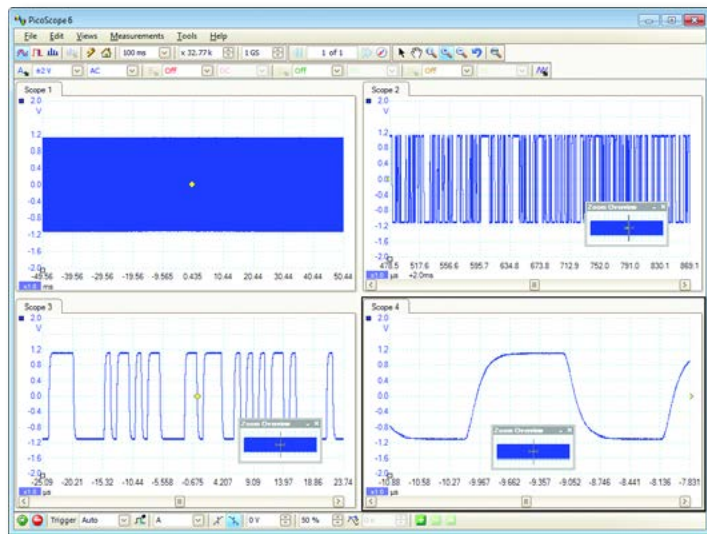 PicoScope 6
File Edit Views Measurements Tools Help
100 ms x 32.77 k 1 GS 1 of 1
A ±2 V AC Off DC Off Off
Scope 1
2.0
V
1.2
0.8
0.4
0.0
-0.4
-0.8
-1.2
-1.6
-2.0
-49.56 -39.56 -29.56 -19.56 -9.565 0.435 10.44 20.44 30.44 40.44 50.44
x1.0 ms
Scope 2
2.0
V
1.2
0.8
0.4
0.0
-0.4
-0.8
-1.2
-1.6
-2.0
Zoom Overview
478.5 517.6 556.6 595.7 634.8 673.8 712.9 752.0 791.0 830.1 869.1
x1.0 µs +2.0ms
Scope 3
2.0
V
1.2
0.8
0.4
0.0
-0.4
-0.8
-1.2
-1.6
-2.0
Zoom Overview
-25.09 -20.21 -15.32 -10.44 -5.558 -0.675 4.207 9.09 13.97 18.86 23.74
x1.0 µs
Scope 4
2.0
V
1.2
0.8
0.4
0.0
-0.4
-0.8
-1.2
-1.6
-2.0
Zoom Overview
-10.88 -10.58 -10.27 -9.967 -9.662 -9.357 -9.052 -8.746 -8.441 -8.136 -7.831
x1.0 µs
Trigger Auto A 0 V 50 %